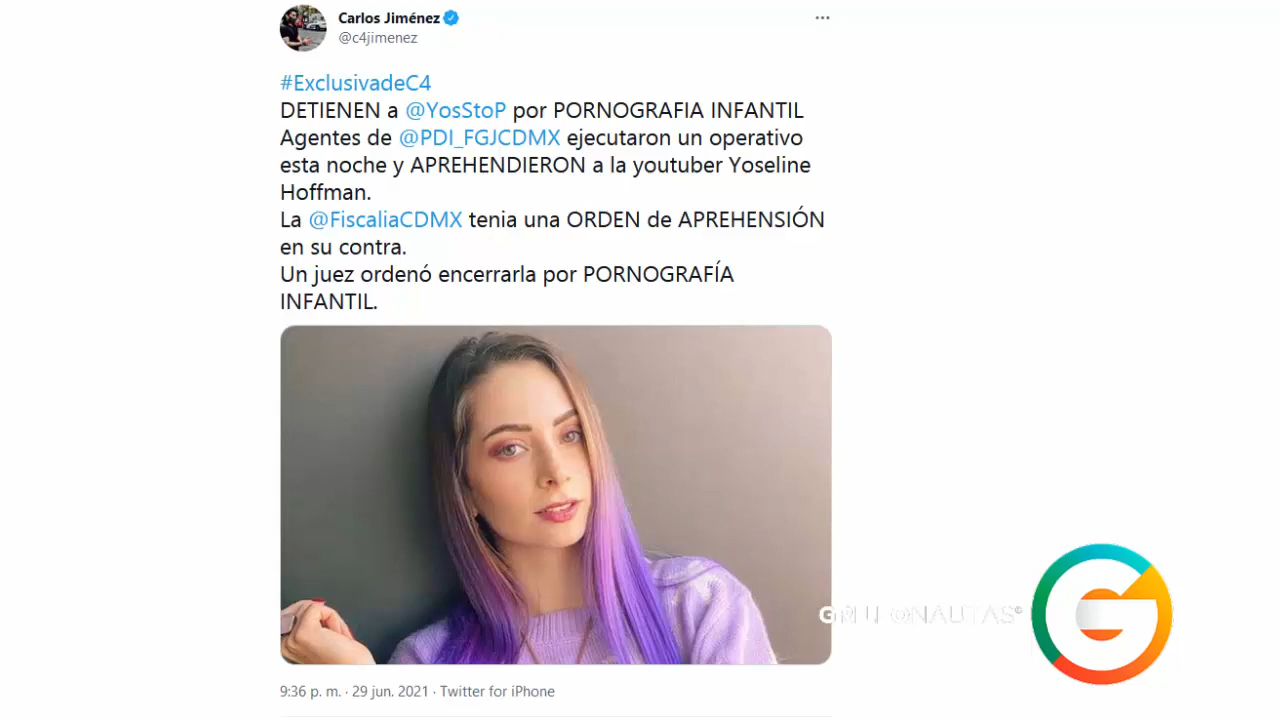 Carlos Jiménez
@c4jimenez
#ExclusivadeC4
DETIENEN a @YosStoP por PORNOGRAFIA INFANTIL
Agentes de @PDI_FGJCDMX ejecutaron un operativo
esta noche y APREHENDIERON a la youtuber Yoseline
Hoffman.
La @FiscaliaCDMX tenia una ORDEN de APREHENSIÓN
en su contra.
Un juez ordenó encerrarla por PORNOGRAFÍA
INFANTIL.
9:36 p. m. · 29 jun. 2021 · Twitter for iPhone